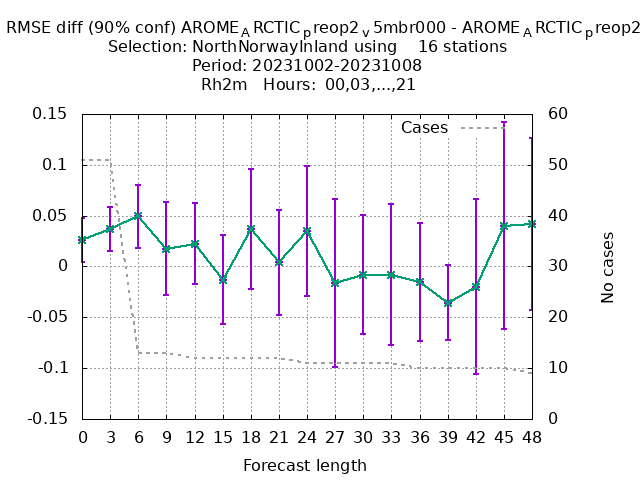 RMSE diff (90% conf) AROME_ARCTIC_preop2_v5mbr000 - AROME_ARCTIC_preop2
Selection: NorthNorwayInland using 16 stations
Period: 20231002-20231008
Rh2m Hours: 00,03,...,21
Cases
0.15
0.1
0.05
0
-0.05
-0.1
-0.15
60
50
40
30
20
10
0
No cases
0 3 6 9 12 15 18 21 24 27 30 33 36 39 42 45 48
Forecast length